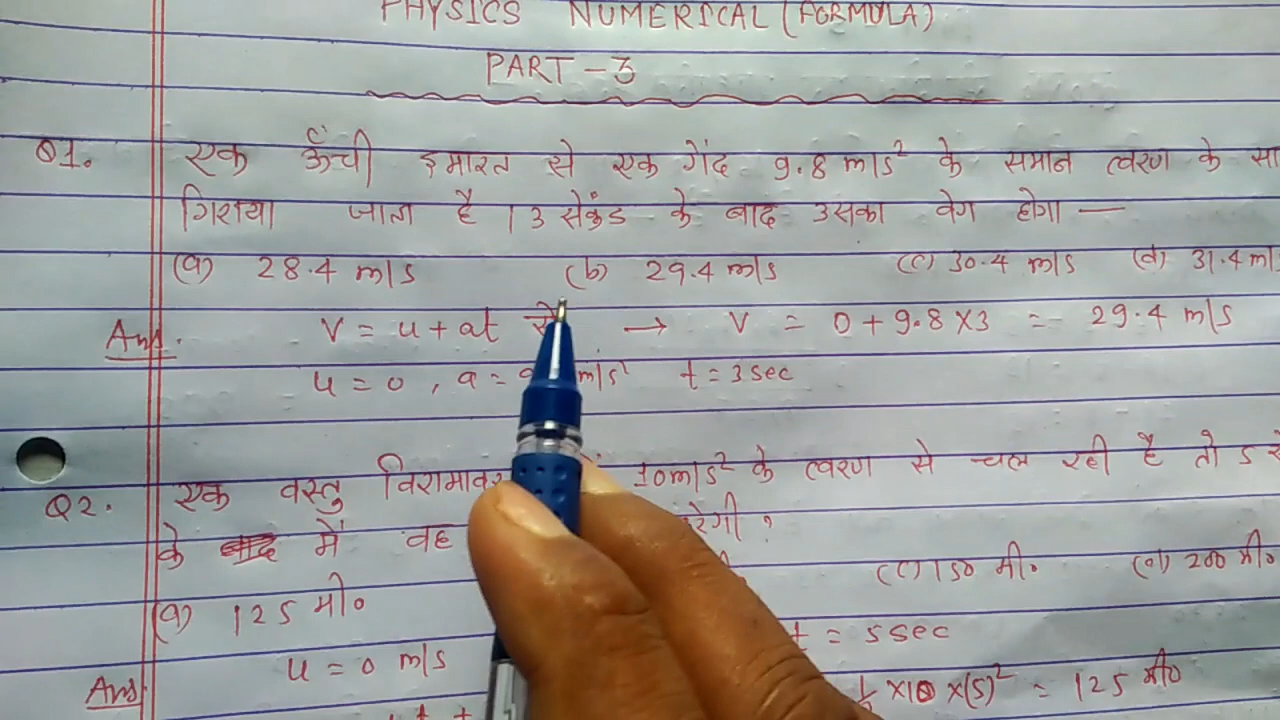 PHYSICS NUMERICAL (FORMULA)
PART - 3
Q1. एक ऊँची इमारत से एक गेंद 9.8 m/s² के समान त्वरण के सा
गिराया जाता है । 3 सेकंड के बाद उसका वेग होगा —
(a) 28.4 m/s (b) 29.4 m/s (c) 30.4 m/s (d) 31.4 m/s
Ans. V = u + at से → V = 0 + 9.8 × 3 = 29.4 m/s
u = 0, a = 9 m/s² t = 3 sec
Q2. एक वस्तु 10 m/s² के त्वरण से चल रही है तो 5
के में वह रेगी ?
(a) 125 मी० (c) 150 मी० (d) 200 मी०
Ans u = 0 m/s t = 5 sec
½ × 10 × (5)² = 125 मी०